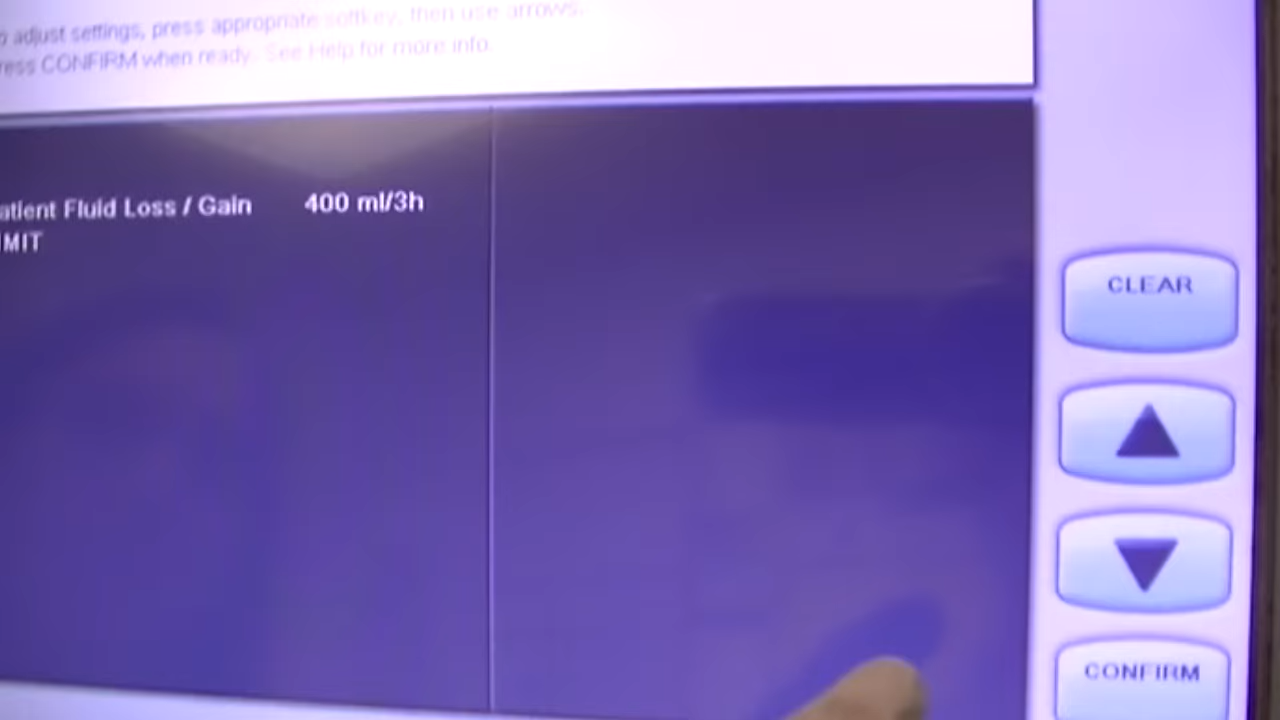 adjust settings, press appropriate softkey, then use arrows.
ress CONFIRM when ready. See Help for more info.
atient Fluid Loss / Gain 400 ml/3h
IMIT
CLEAR
CONFIRM